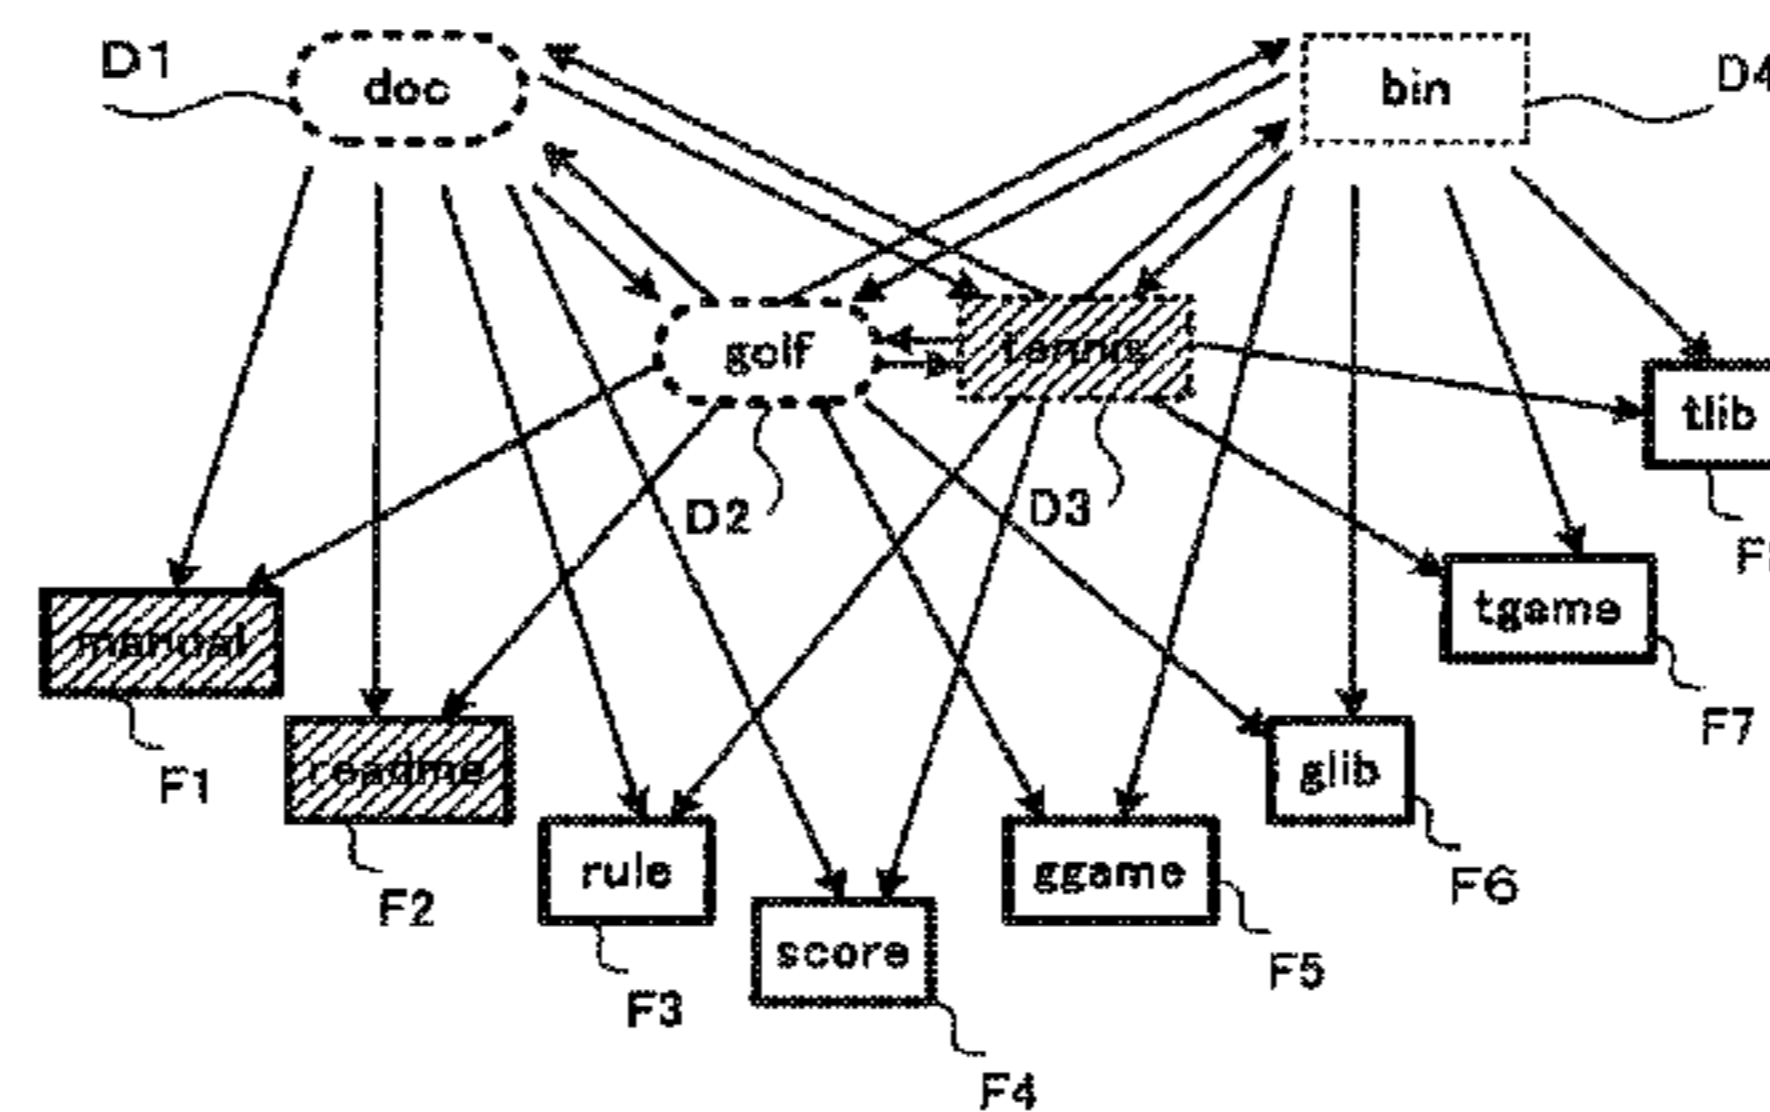 D1
doc
bin
D4
golf
tennis
tlib
D2
D3
tgame
manual
F7
readme
glib
F1
rule
ggame
F6
F2
score
F5
F3
F4